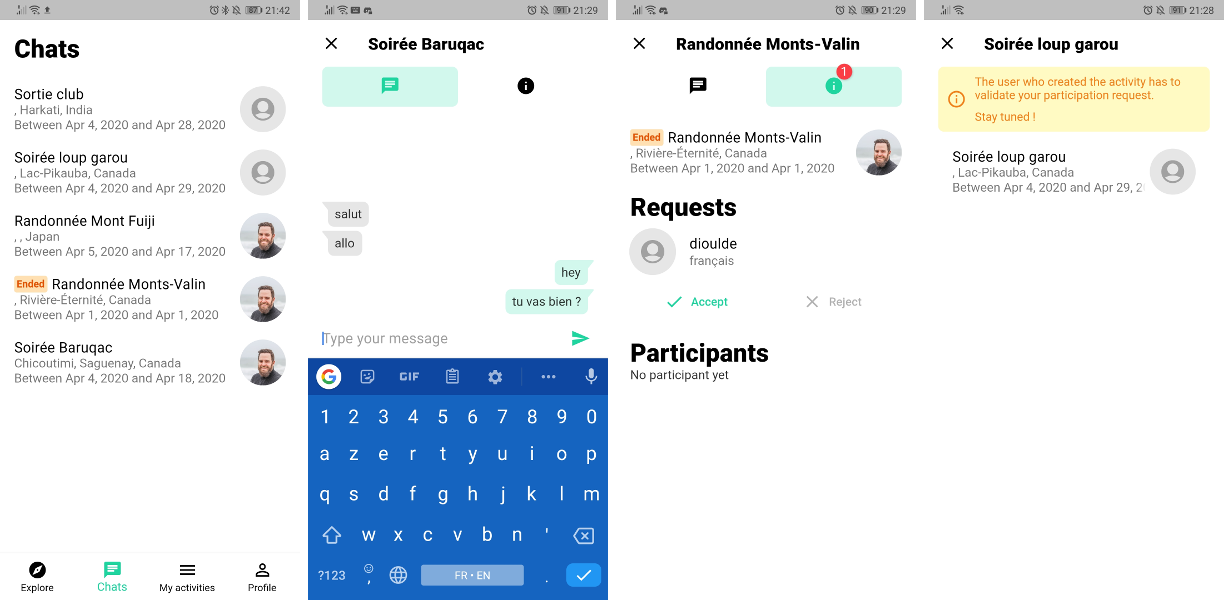 87 21:42
Chats
Sortie club
, Harkati, India
Between Apr 4, 2020 and Apr 28, 2020
Soirée loup garou
, Lac-Pikauba, Canada
Between Apr 4, 2020 and Apr 29, 2020
Randonnée Mont Fuiji
, , Japan
Between Apr 5, 2020 and Apr 17, 2020
Ended Randonnée Monts-Valin
, Rivière-Éternité, Canada
Between Apr 1, 2020 and Apr 1, 2020
Soirée Baruqac
Chicoutimi, Saguenay, Canada
Between Apr 4, 2020 and Apr 18, 2020
Explore Chats My activities Profile
91 21:29
Soirée Baruqac
salut
allo
hey
tu vas bien ?
Type your message
G GIF
1 2 3 4 5 6 7 8 9 0
a z e r t y u i o p
q s d f g h j k l m
w x c v b n '
?123 , FR • EN .
90 21:29
Randonnée Monts-Valin
1
Ended Randonnée Monts-Valin
, Rivière-Éternité, Canada
Between Apr 1, 2020 and Apr 1, 2020
Requests
dioulde
français
Accept Reject
Participants
No participant yet
91 21:28
Soirée loup garou
The user who created the activity has to
validate your participation request.
Stay tuned !
Soirée loup garou
, Lac-Pikauba, Canada
Between Apr 4, 2020 and Apr 29, 2